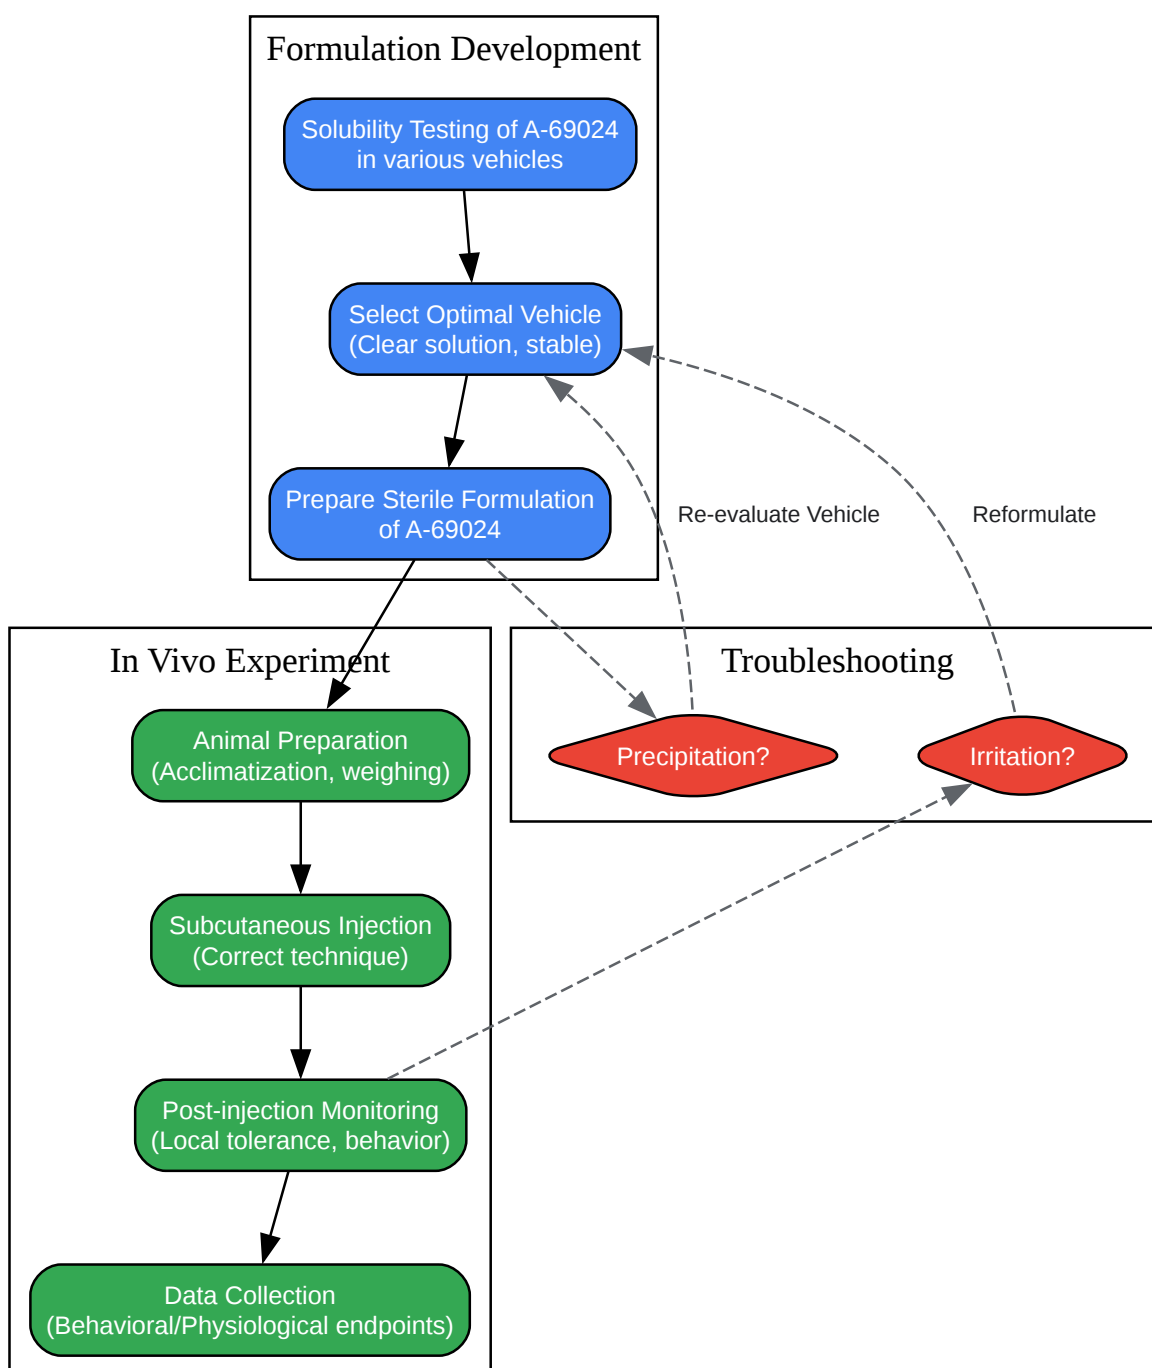 Formulation Development
Solubility Testing of A-69024
in various vehicles
Select Optimal Vehicle
(Clear solution, stable)
Prepare Sterile Formulation
of A-69024
Re-evaluate Vehicle
Reformulate
In Vivo Experiment
Troubleshooting
Animal Preparation
(Acclimatization, weighing)
Precipitation?
Irritation?
Subcutaneous Injection
(Correct technique)
Post-injection Monitoring
(Local tolerance, behavior)
Data Collection
(Behavioral/Physiological endpoints)